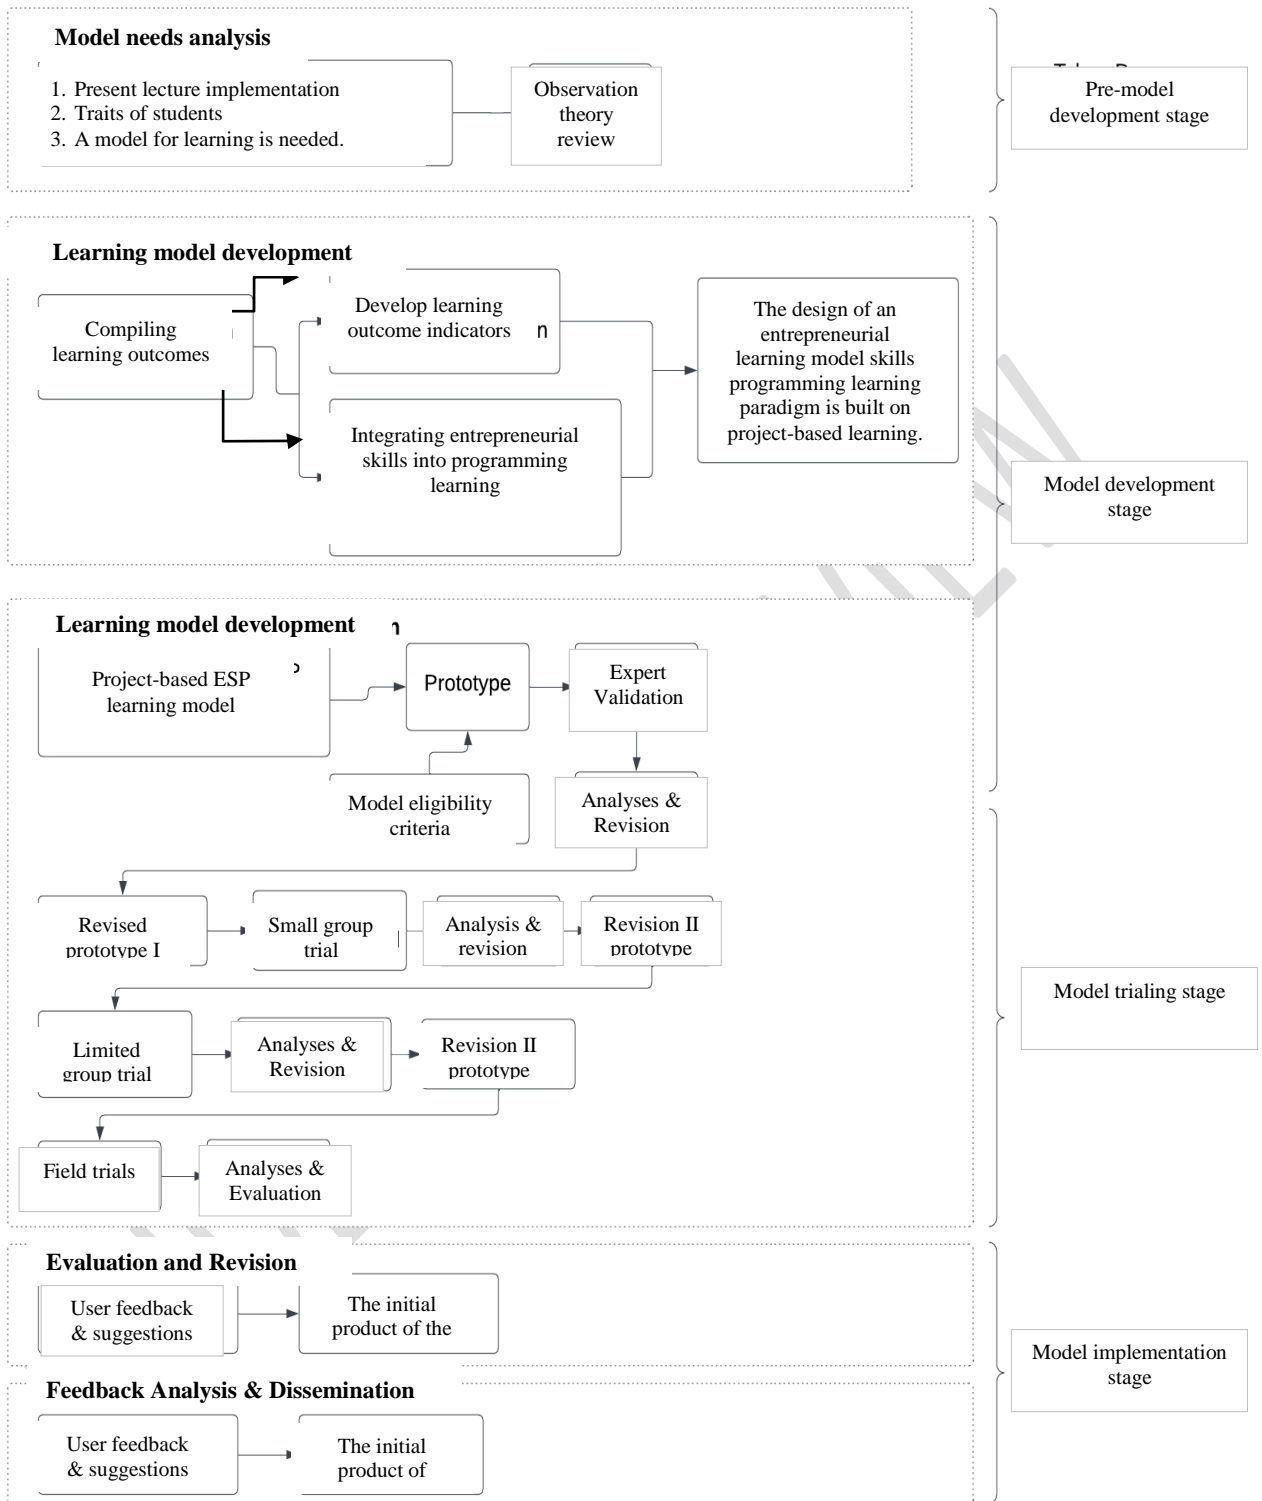 Model needs analysis
1. Present lecture implementation
2. Traits of students
3. A model for learning is needed.
Observation
theory
review
Pre-model
development stage
Learning model development
Compiling
learning outcomes
Develop learning
outcome indicators
n
Integrating entrepreneurial
skills into programming
learning
The design of an
entrepreneurial
learning model skills
programming learning
paradigm is built on
project-based learning.
Model development
stage
Learning model development
Project-based ESP
learning model
Prototype
Expert
Validation
Model eligibility
criteria
Analyses &
Revision
Revised
prototype I
Small group
trial
Analysis &
revision
Revision II
prototype
Limited
group trial
Analyses &
Revision
Revision II
prototype
Field trials
Analyses &
Evaluation
Model trialing stage
Evaluation and Revision
User feedback
& suggestions
The initial
product of the
Feedback Analysis & Dissemination
User feedback
& suggestions
The initial
product of
Model implementation
stage